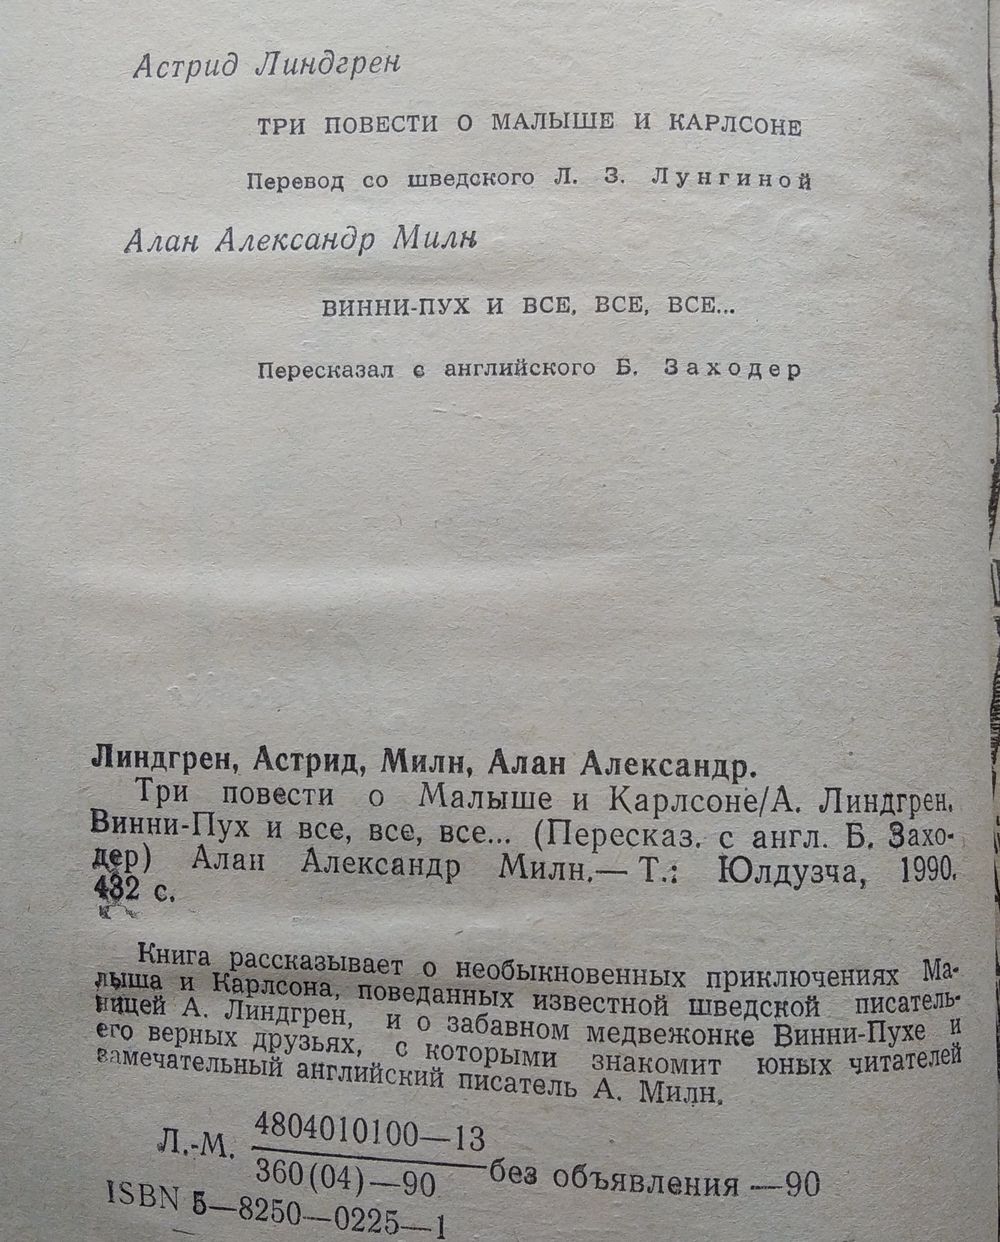 Астрид Линдгрен
ТРИ ПОВЕСТИ О МАЛЫШЕ И КАРЛСОНЕ
Перевод со шведского Л. З. Лунгиной
Алан Александр Милн
ВИННИ-ПУХ И ВСЕ, ВСЕ, ВСЕ...
Пересказал с английского Б. Заходер
Линдгрен, Астрид, Милн, Алан Александр.
Три повести о Малыше и Карлсоне/А. Линдгрен.
Винни-Пух и все, все, все... (Пересказ. с англ. Б. Захо-
дер) Алан Александр Милн.— Т.: Юлдузча, 1990.
432 с.
Книга рассказывает о необыкновенных приключениях Ма-
лыша и Карлсона, поведанных известной шведской писатель-
ницей А. Линдгрен, и о забавном медвежонке Винни-Пухе и
его верных друзьях, с которыми знакомит юных читателей
замечательный английский писатель А. Милн.
Л.-М. 4804010100—13
360(04)—90 без объявления —90
ISBN 5—8250—0225—1